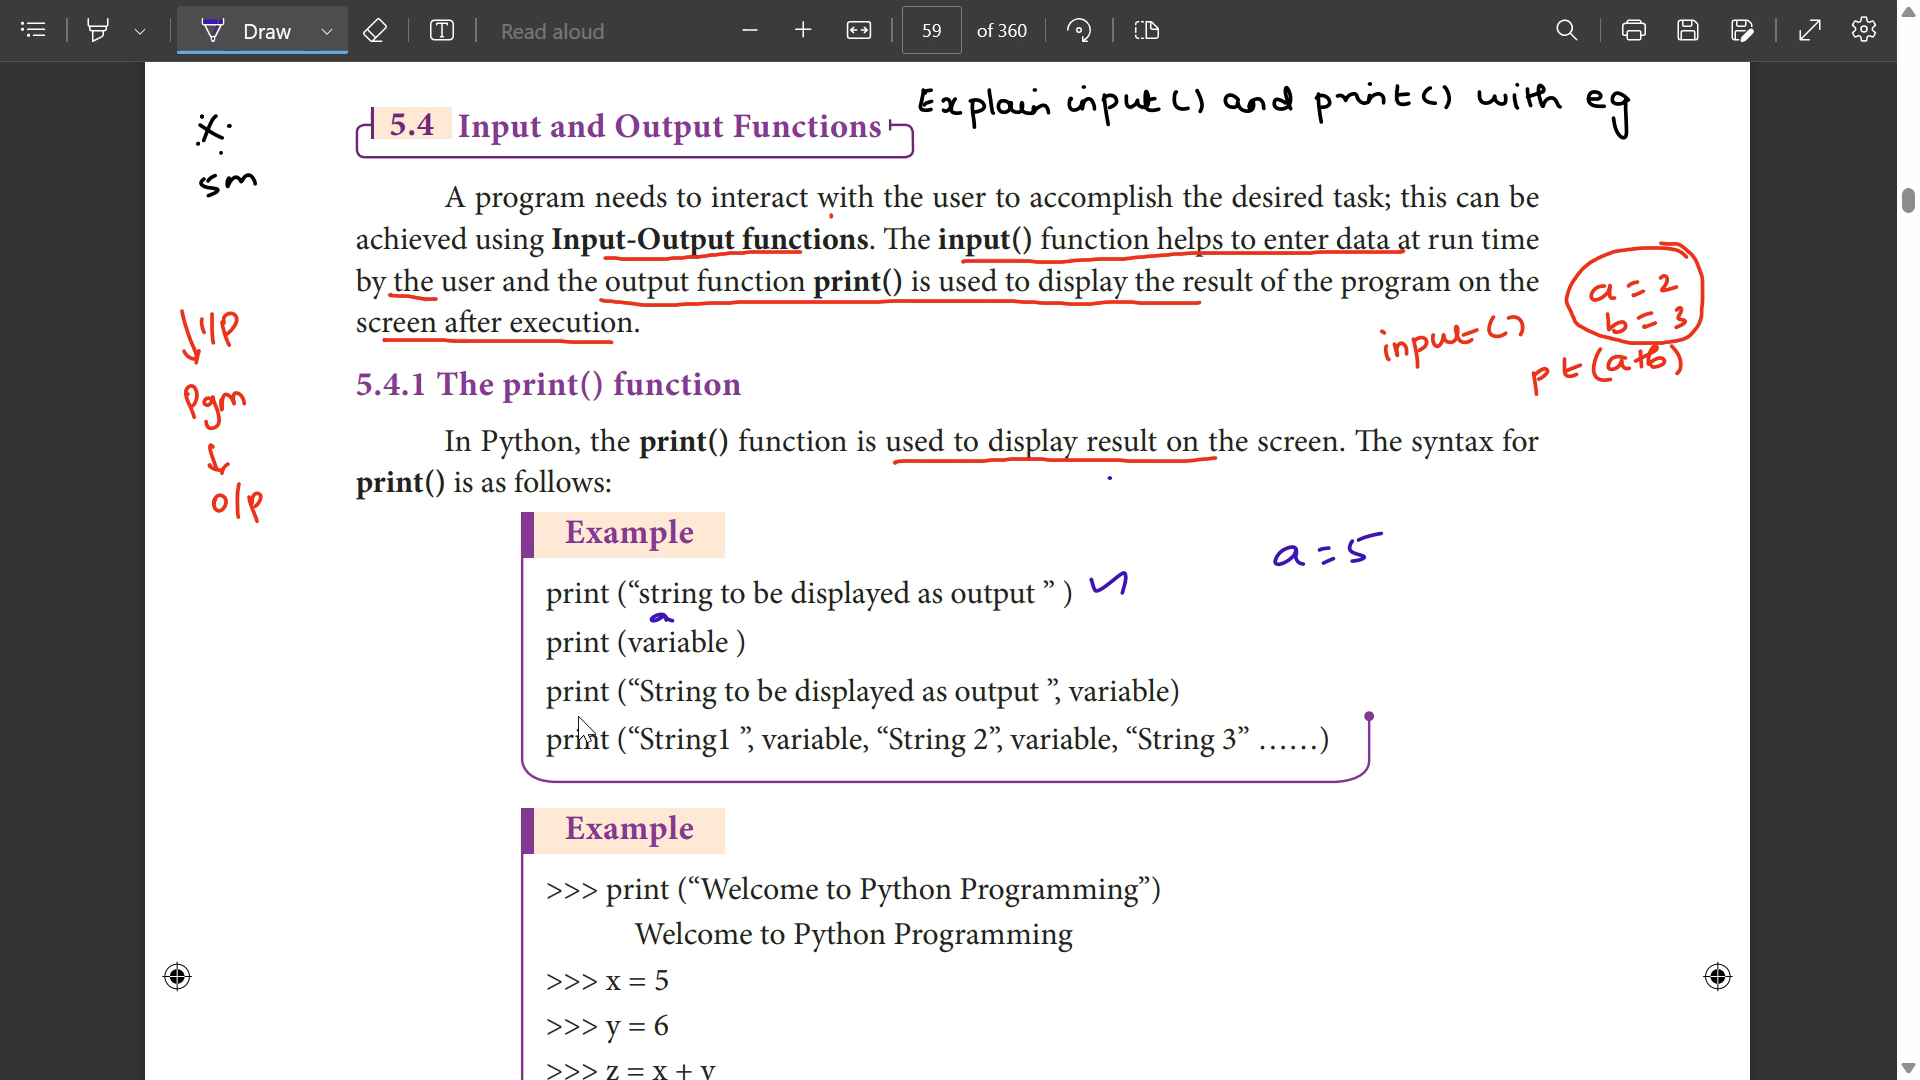 Draw
Read aloud
59 of 360
Explain input() and print() with eg
5.4 Input and Output Functions
5m
A program needs to interact with the user to accomplish the desired task; this can be
achieved using Input-Output functions. The input() function helps to enter data at run time
by the user and the output function print() is used to display the result of the program on the
screen after execution.
a = 2
b = 3
input()
pt(a+b)
I/P
Pgm
O/P
5.4.1 The print() function
In Python, the print() function is used to display result on the screen. The syntax for
print() is as follows:
Example
a = 5
print (“string to be displayed as output ” )
a
print (variable )
print (“String to be displayed as output ”, variable)
print (“String1 ”, variable, “String 2”, variable, “String 3” ……)
Example
>>> print (“Welcome to Python Programming”)
Welcome to Python Programming
>>> x = 5
>>> y = 6
>>> z = x + y